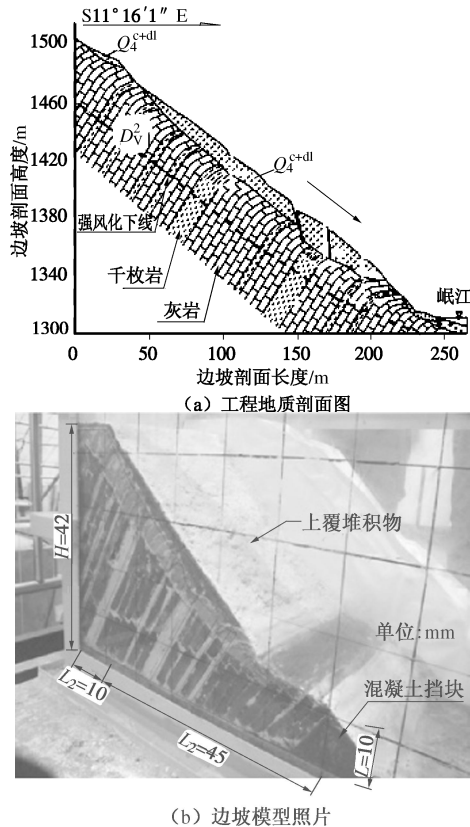 S11°16′1″ E
1500
1460
1420
1380
1340
1300
边坡剖面高度/m
Q₄ᶜ⁺ᵈˡ
D²ᵥ
Q₄ᶜ⁺ᵈˡ
强风化下线
千枚岩
灰岩
岷江
0
50
100
150
200
250
边坡剖面长度/m
(a) 工程地质剖面图
H=42
上覆堆积物
单位:mm
混凝土挡块
L₂=10
L₂=45
L=10
(b) 边坡模型照片